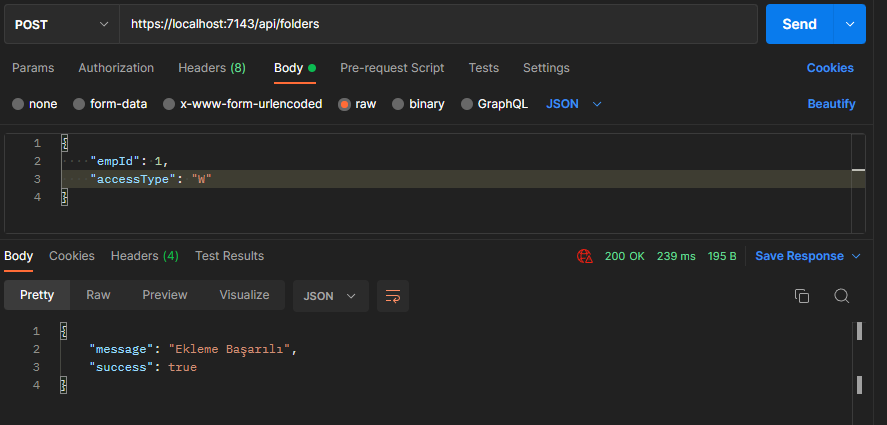 POST https://localhost:7143/api/folders Send
Params Authorization Headers (8) Body Pre-request Script Tests Settings Cookies
none form-data x-www-form-urlencoded raw binary GraphQL JSON Beautify
1 {
2 "empId": 1,
3 "accessType": "W"
4 }
Body Cookies Headers (4) Test Results 200 OK 239 ms 195 B Save Response
Pretty Raw Preview Visualize JSON
1 {
2 "message": "Ekleme Başarılı",
3 "success": true
4 }